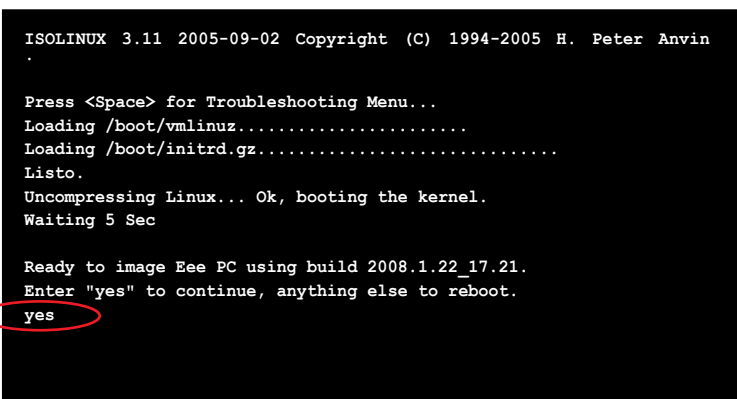 ISOLINUX 3.11 2005-09-02 Copyright (C) 1994-2005 H. Peter Anvin
.
Press <Space> for Troubleshooting Menu...
Loading /boot/vmlinuz.......................
Loading /boot/initrd.gz..............................
Listo.
Uncompressing Linux... Ok, booting the kernel.
Waiting 5 Sec
Ready to image Eee PC using build 2008.1.22_17.21.
Enter "yes" to continue, anything else to reboot.
yes